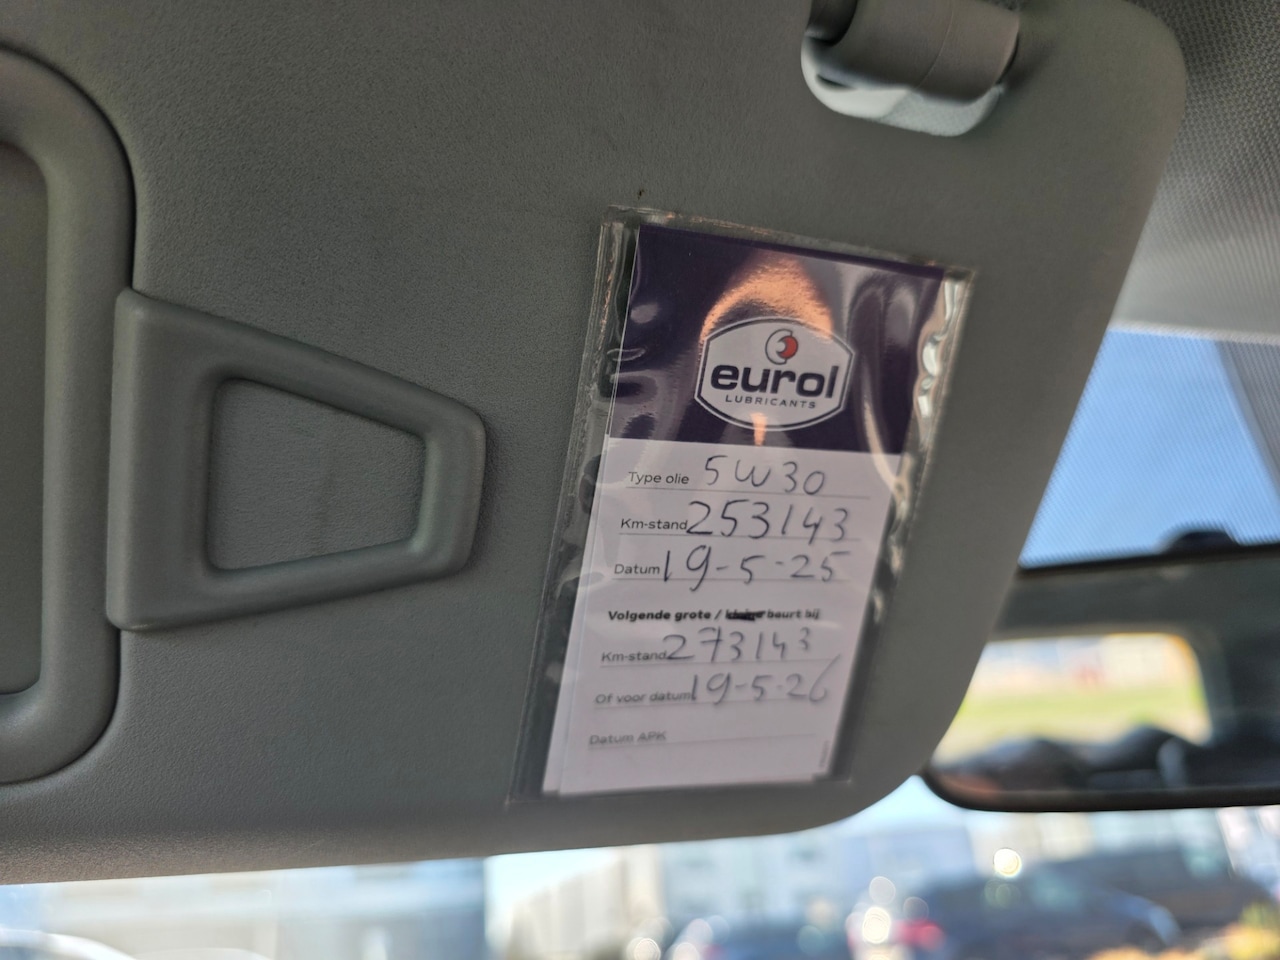 eurol
LUBRICANTS
Type olie 5W30
Km-stand 253143
Datum 19-5-25
Volgende grote / kleine beurt bij
Km-stand 273143
Of voor datum 19-5-26
Datum APK